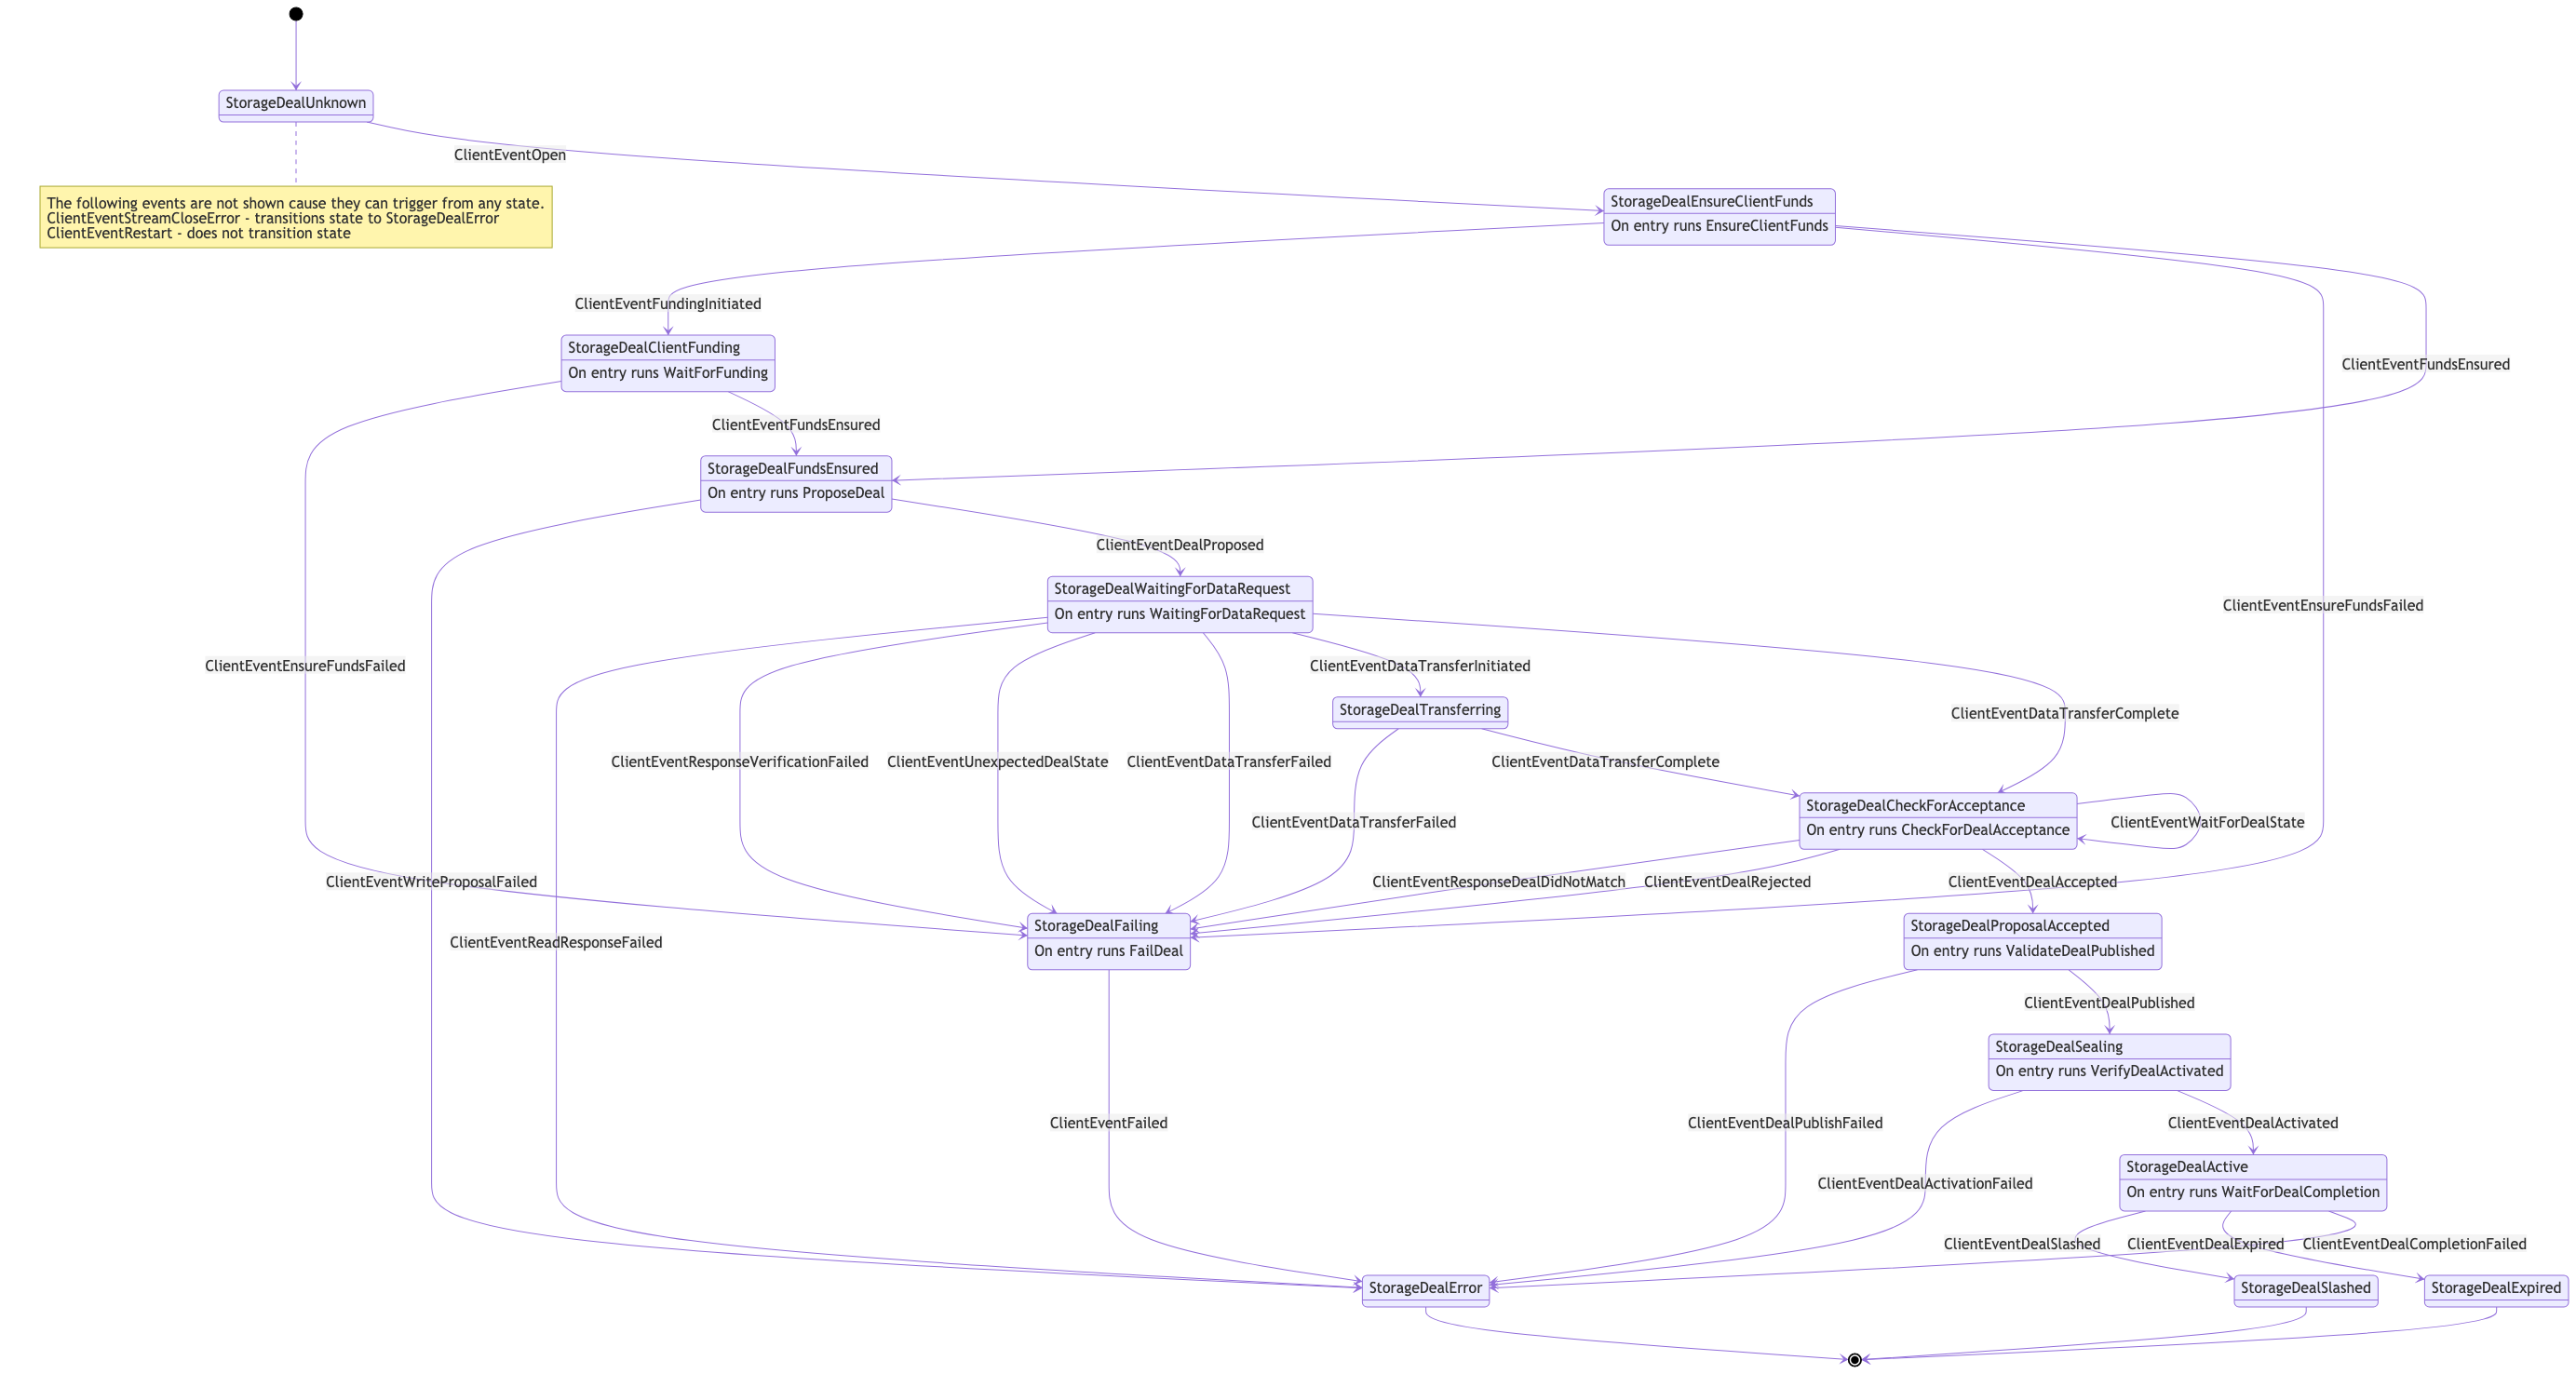 StorageDealUnknown
ClientEventOpen
The following events are not shown cause they can trigger from any state.
ClientEventStreamCloseError - transitions state to StorageDealError
ClientEventRestart - does not transition state
StorageDealEnsureClientFunds
On entry runs EnsureClientFunds
ClientEventFundingInitiated
StorageDealClientFunding
On entry runs WaitForFunding
ClientEventFundsEnsured
ClientEventFundsEnsured
StorageDealFundsEnsured
On entry runs ProposeDeal
ClientEventDealProposed
StorageDealWaitingForDataRequest
On entry runs WaitingForDataRequest
ClientEventEnsureFundsFailed
ClientEventEnsureFundsFailed
ClientEventDataTransferInitiated
StorageDealTransferring
ClientEventDataTransferComplete
ClientEventResponseVerificationFailed
ClientEventUnexpectedDealState
ClientEventDataTransferFailed
ClientEventDataTransferComplete
StorageDealCheckForAcceptance
On entry runs CheckForDealAcceptance
ClientEventDataTransferFailed
ClientEventWaitForDealState
ClientEventWriteProposalFailed
ClientEventResponseDealDidNotMatch
ClientEventDealRejected
ClientEventDealAccepted
StorageDealFailing
On entry runs FailDeal
StorageDealProposalAccepted
On entry runs ValidateDealPublished
ClientEventReadResponseFailed
ClientEventDealPublished
StorageDealSealing
On entry runs VerifyDealActivated
ClientEventFailed
ClientEventDealPublishFailed
ClientEventDealActivated
StorageDealActive
On entry runs WaitForDealCompletion
ClientEventDealActivationFailed
ClientEventDealSlashed
ClientEventDealExpired
ClientEventDealCompletionFailed
StorageDealError
StorageDealSlashed
StorageDealExpired